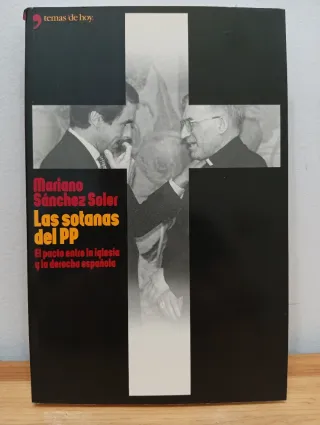 temas de hoy.
Mariano
Sánchez Soler
Las sotanas
del PP
El pacto entre la iglesia
y la derecha española